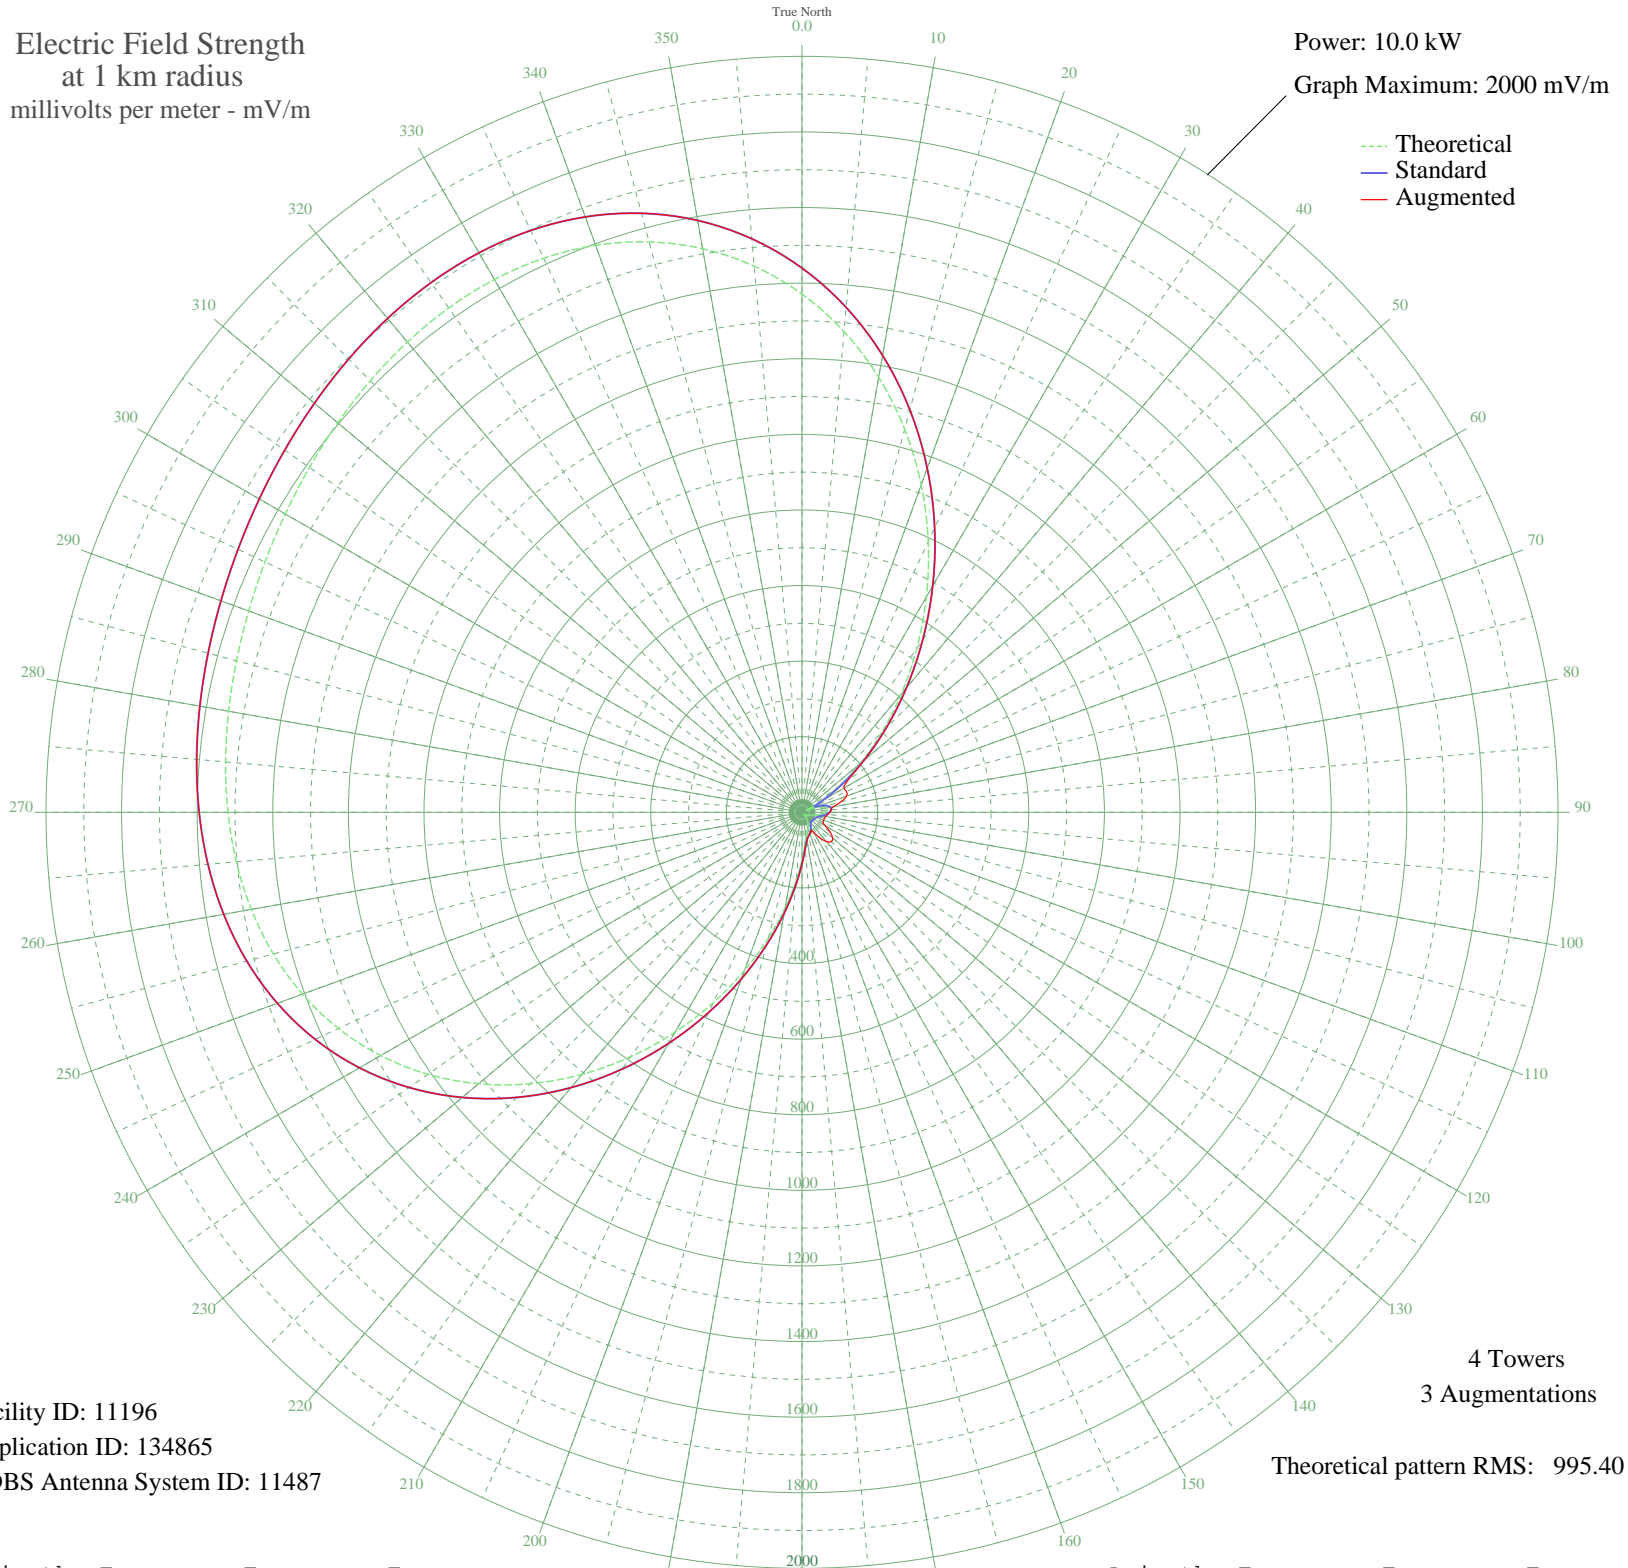 True North
0.0
Electric Field Strength
at 1 km radius
millivolts per meter - mV/m
Power: 10.0 kW
Graph Maximum: 2000 mV/m
Theoretical
Standard
Augmented
10
20
30
40
50
60
70
80
90
100
110
120
130
140
150
160
200
210
220
230
240
250
260
270
280
290
300
310
320
330
340
350
400
600
800
1000
1200
1400
1600
1800
2000
4 Towers
3 Augmentations
Theoretical pattern RMS: 995.40
cility ID: 11196
plication ID: 134865
DBS Antenna System ID: 11487